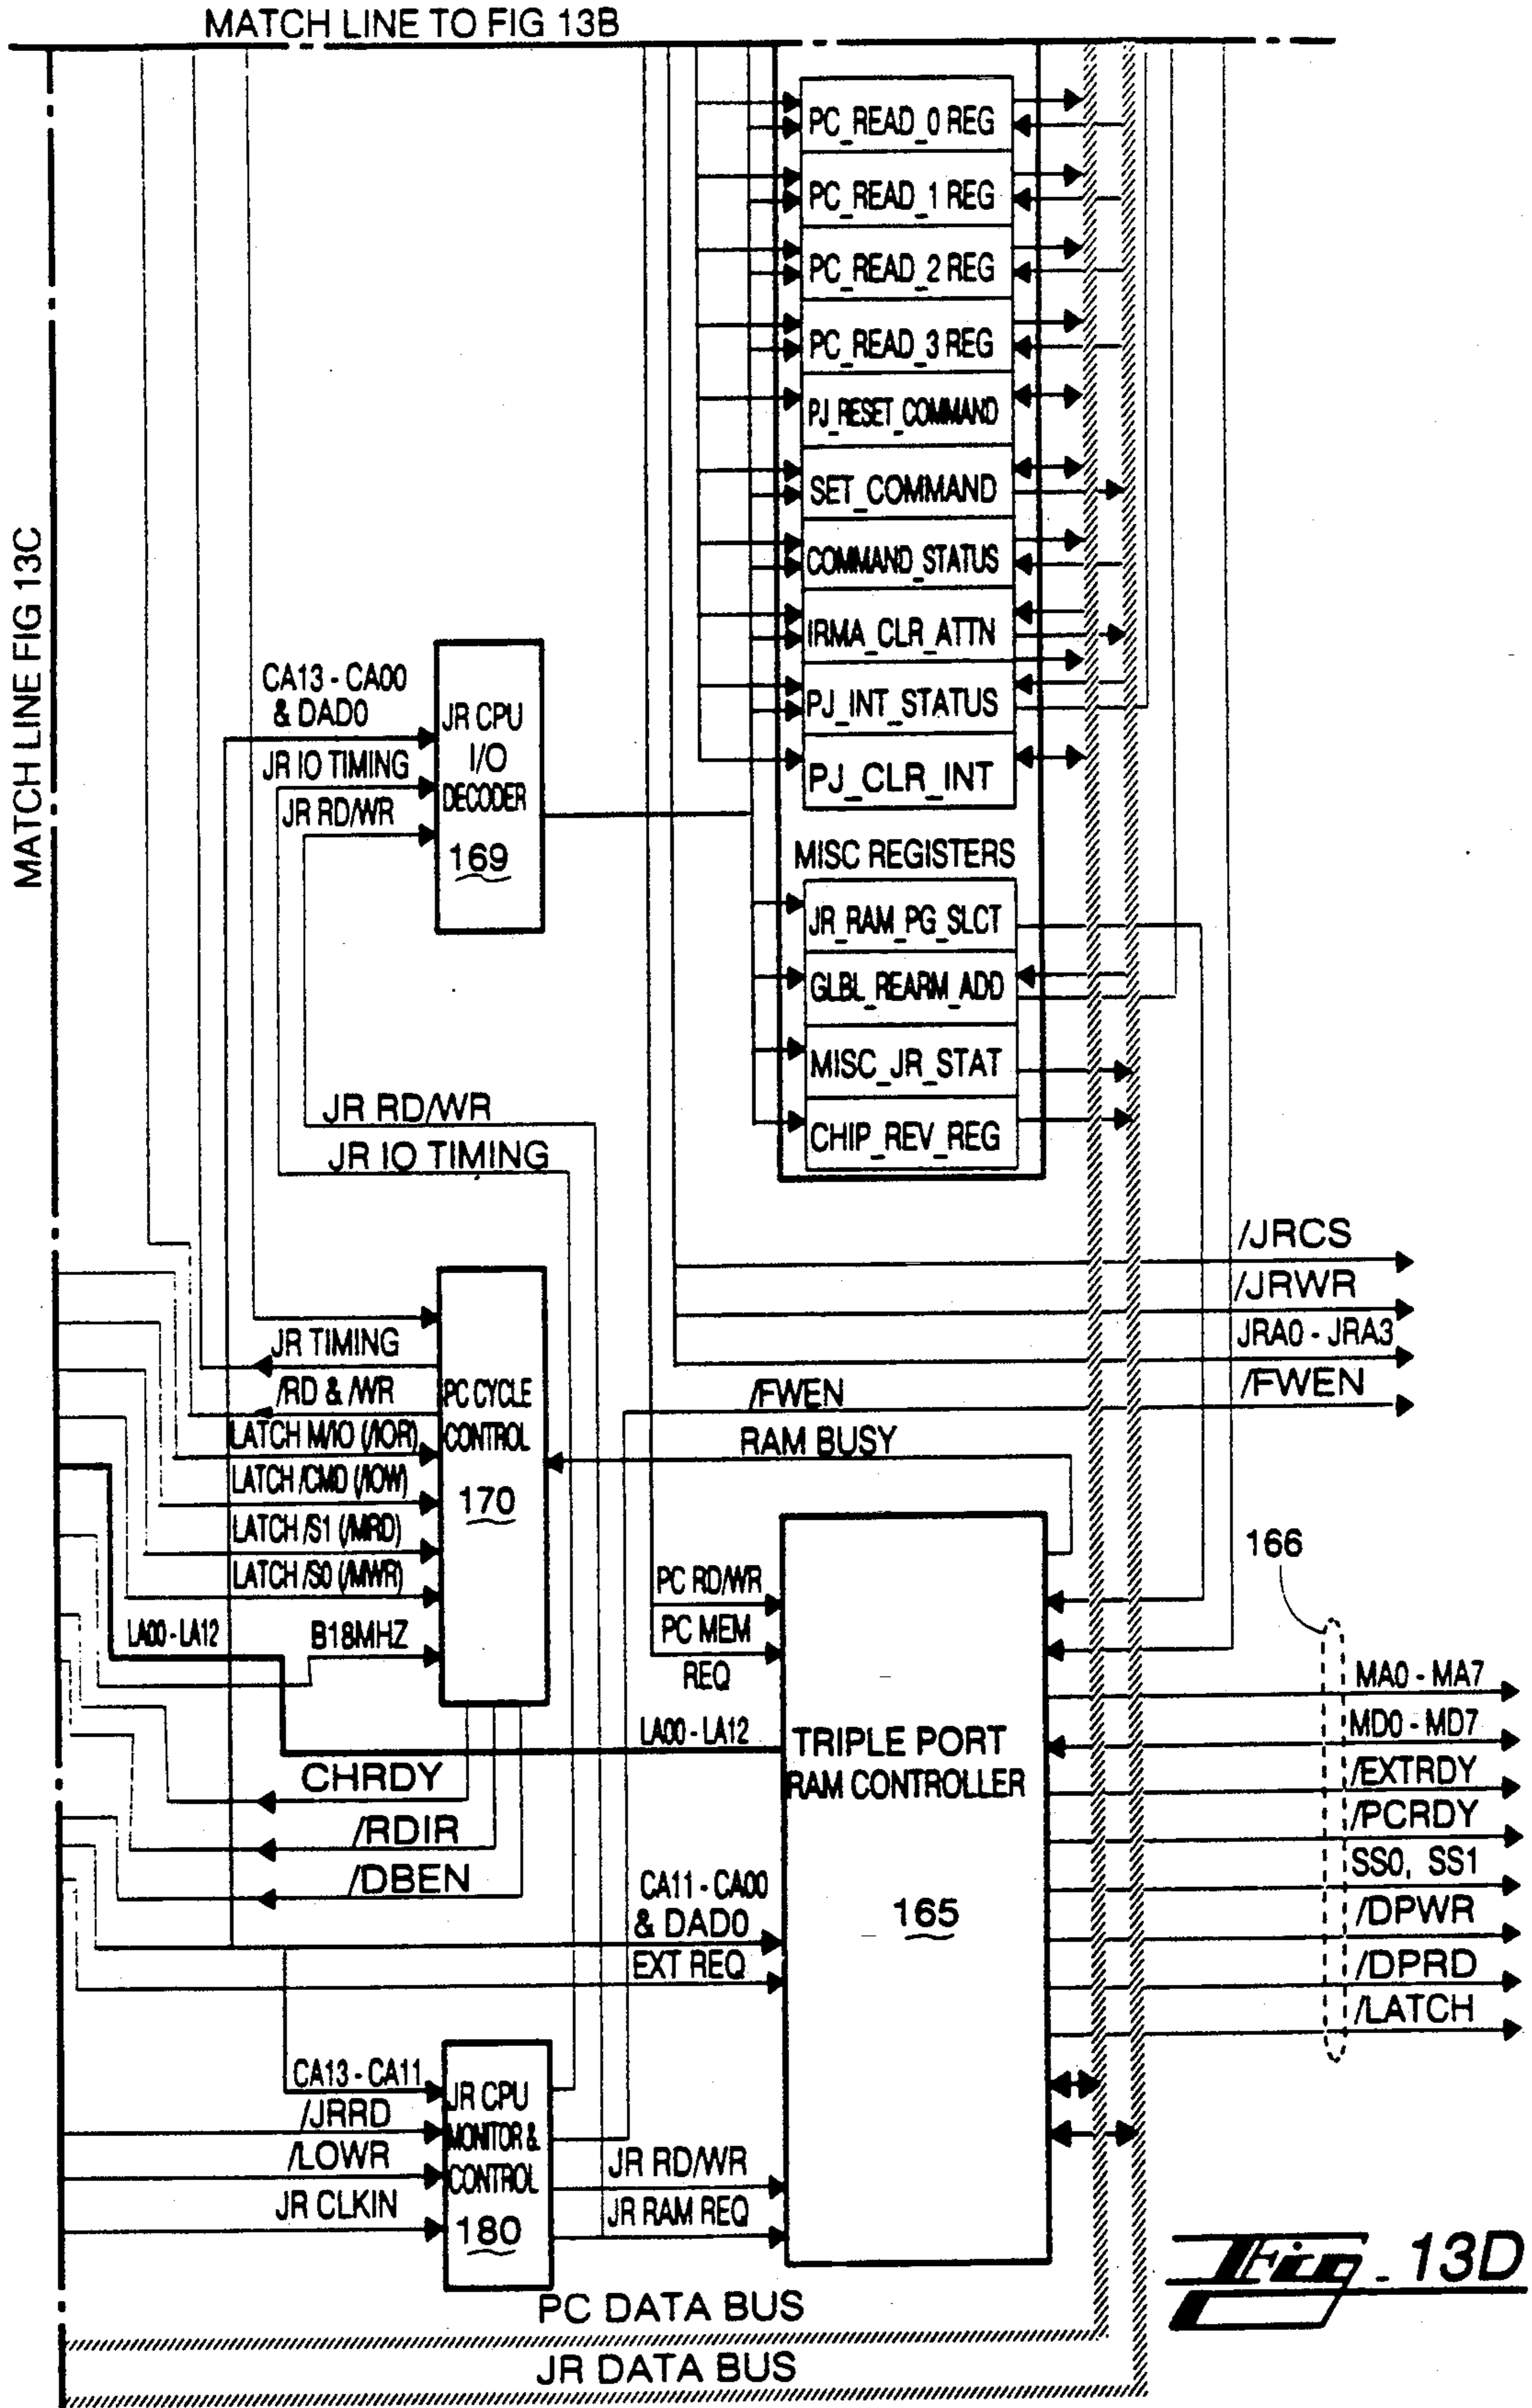 MATCH LINE TO FIG 13B
MATCH LINE FIG 13C
PC_READ_0 REG
PC_READ_1 REG
PC_READ_2 REG
PC_READ_3 REG
PJ_RESET_COMMAND
SET_COMMAND
COMMAND_STATUS
IRMA_CLR_ATTN
PJ_INT_STATUS
PJ_CLR_INT
MISC REGISTERS
JR_RAM_PG_SLCT
GLBL_REARM_ADD
MISC_JR_STAT
CHIP_REV_REG
CA13 - CA00
& DAD0
JR IO TIMING
JR RD/WR
JR CPU
I/O
DECODER
169
JR RD/WR
JR IO TIMING
/JRCS
/JRWR
JRA0 - JRA3
/FWEN
JR TIMING
/RD & /WR
LATCH M/IO (/IOR)
LATCH /CMD (/IOW)
LATCH /S1 (/MRD)
LATCH /S0 (/MWR)
LA00 - LA12
B18MHZ
PC CYCLE
CONTROL
170
/FWEN
RAM BUSY
PC RD/WR
PC MEM
REQ
LA00 - LA12
CHRDY
/RDIR
/DBEN
CA11 - CA00
& DAD0
EXT REQ
TRIPLE PORT
RAM CONTROLLER
165
166
MA0 - MA7
MD0 - MD7
/EXTRDY
/PCRDY
SS0, SS1
/DPWR
/DPRD
/LATCH
CA13 - CA11
/JRRD
/LOWR
JR CLKIN
JR CPU
MONITOR &
CONTROL
180
JR RD/WR
JR RAM REQ
PC DATA BUS
JR DATA BUS
Fig. 13D